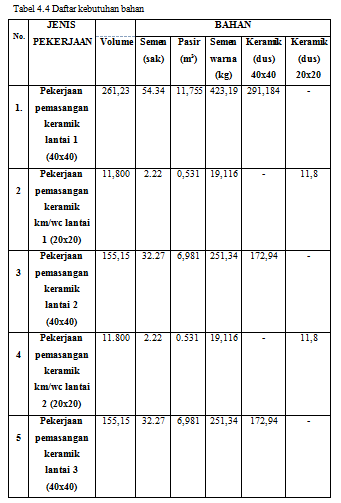 Tabel 4.4 Daftar kebutuhan bahan
No. JENIS PEKERJAAN Volume BAHAN
Semen (sak) Pasir (m³) Semen warna (kg) Keramik (dus) 40x40 Keramik (dus) 20x20
1. Pekerjaan pemasangan keramik lantai 1 (40x40) 261,23 54.34 11,755 423,19 291,184 -
2 Pekerjaan pemasangan keramik km/wc lantai 1 (20x20) 11,800 2.22 0,531 19,116 - 11,8
3 Pekerjaan pemasangan keramik lantai 2 (40x40) 155,15 32.27 6,981 251,34 172,94 -
4 Pekerjaan pemasangan keramik km/wc lantai 2 (20x20) 11.800 2.22 0.531 19,116 - 11,8
5 Pekerjaan pemasangan keramik lantai 3 (40x40) 155,15 32.27 6,981 251,34 172,94 -